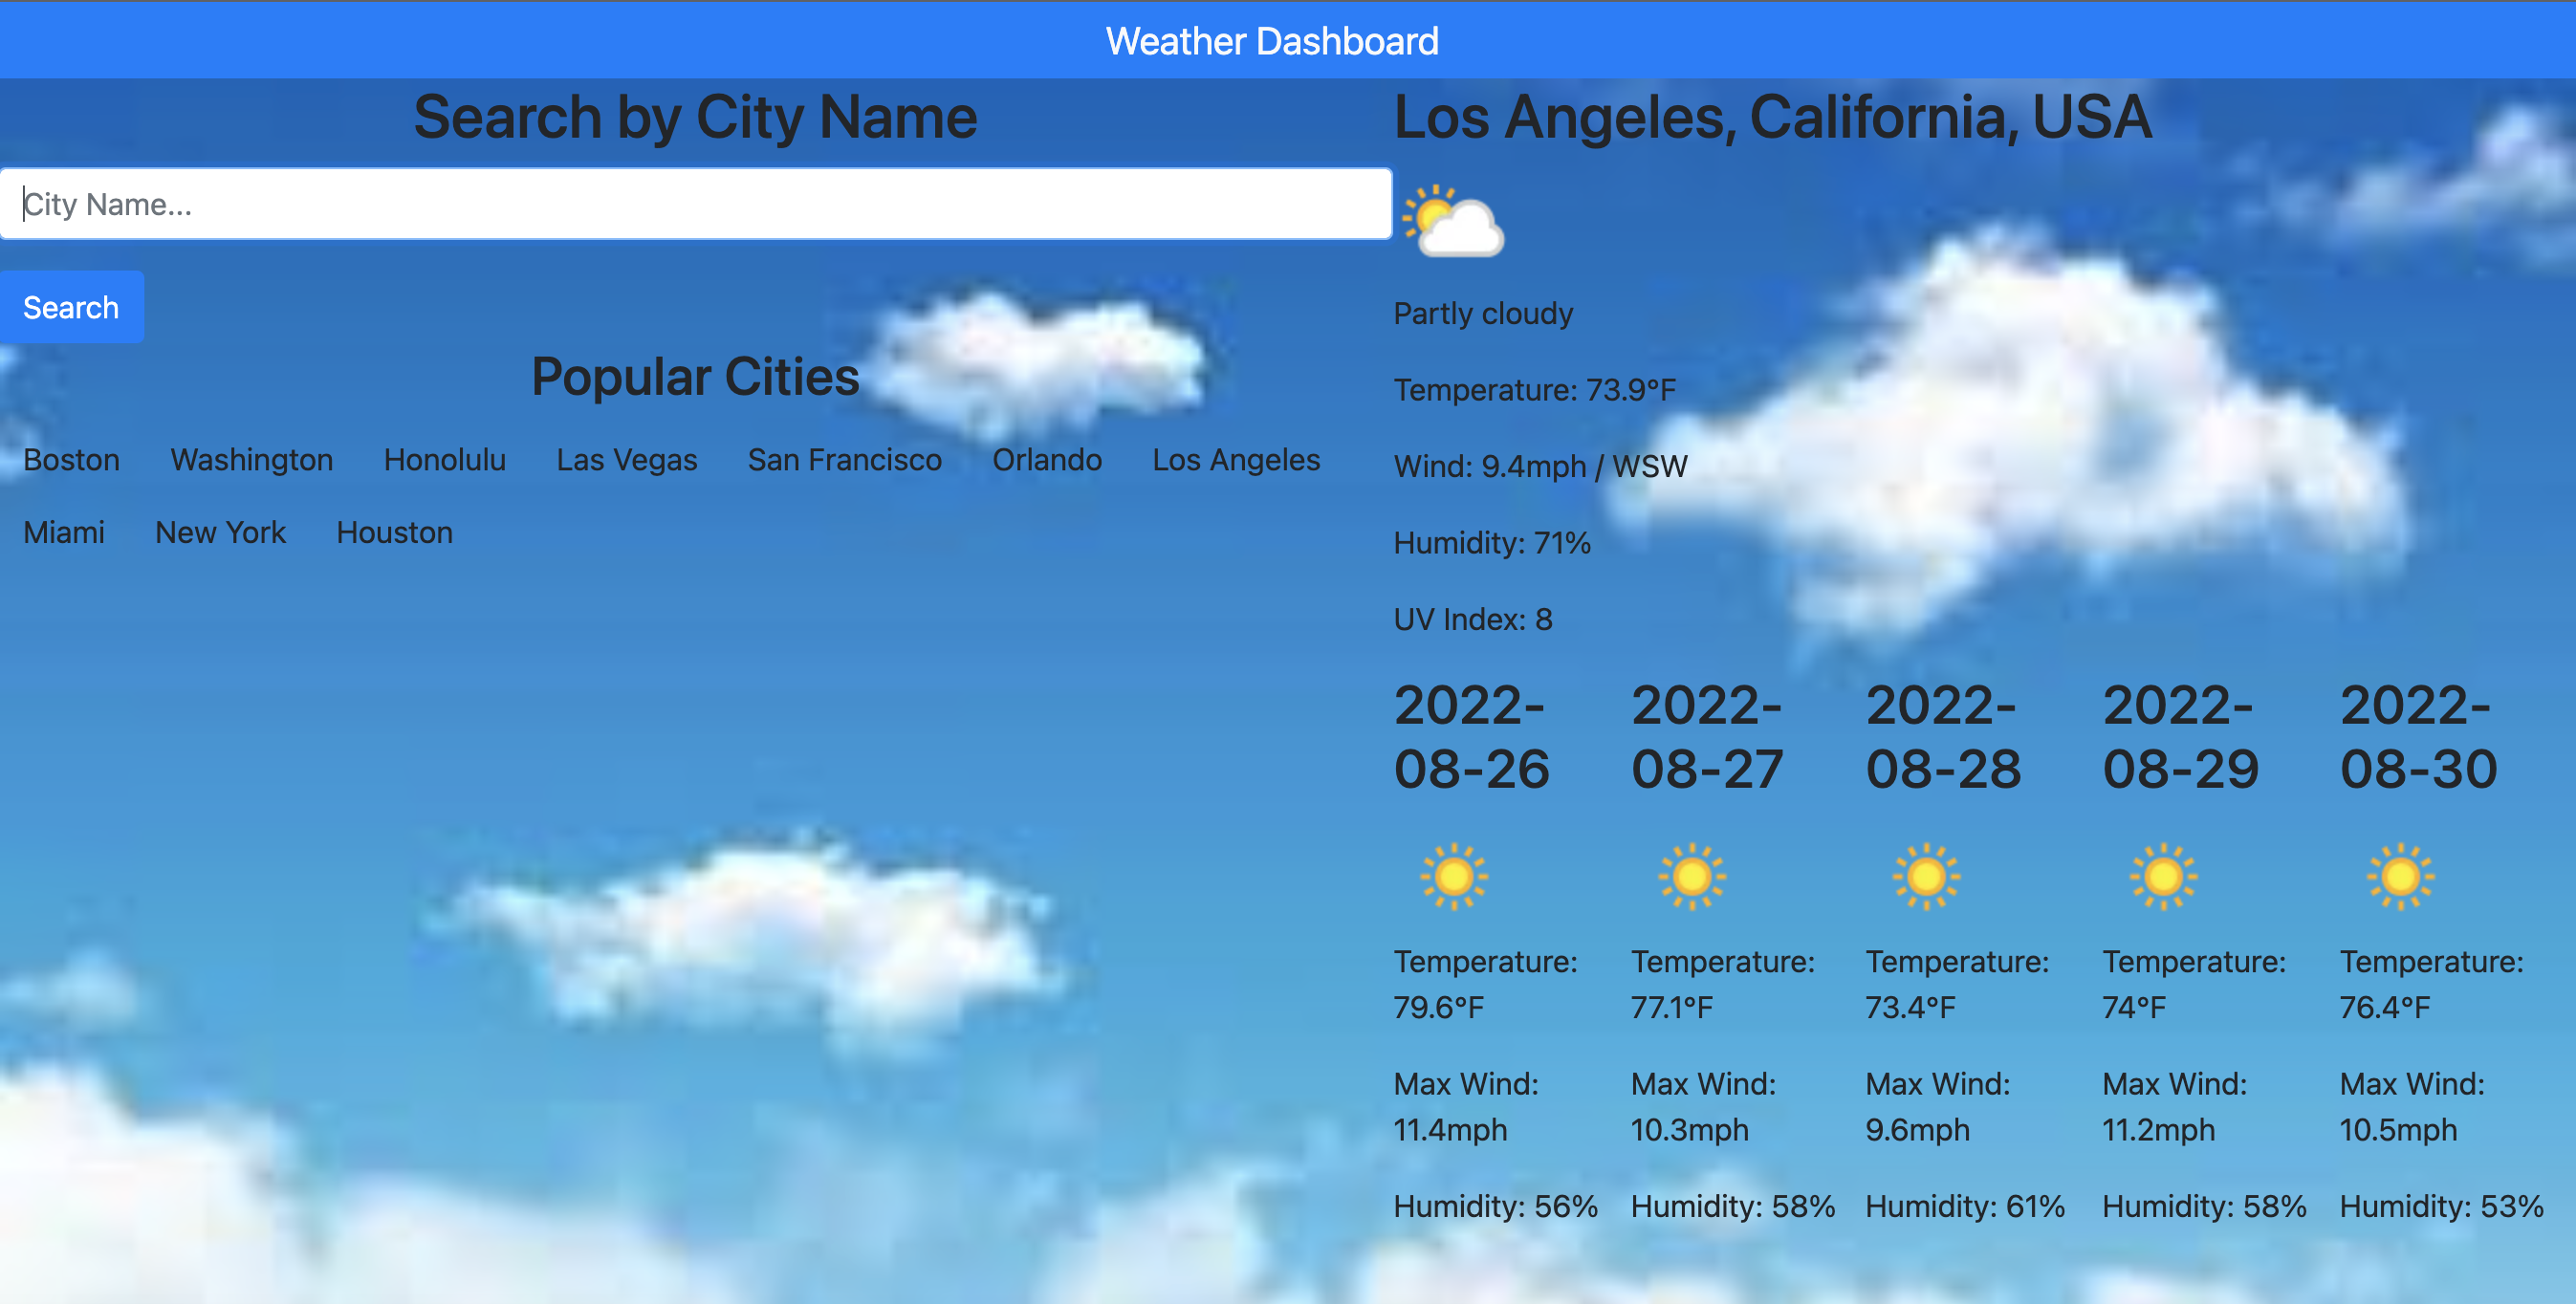 Weather Dashboard
Search by City Name
City Name...
Search
Popular Cities
Boston Washington Honolulu Las Vegas San Francisco Orlando Los Angeles
Miami New York Houston
Los Angeles, California, USA
Partly cloudy
Temperature: 73.9°F
Wind: 9.4mph / WSW
Humidity: 71%
UV Index: 8
2022-
08-26
Temperature:
79.6°F
Max Wind:
11.4mph
Humidity: 56%
2022-
08-27
Temperature:
77.1°F
Max Wind:
10.3mph
Humidity: 58%
2022-
08-28
Temperature:
73.4°F
Max Wind:
9.6mph
Humidity: 61%
2022-
08-29
Temperature:
74°F
Max Wind:
11.2mph
Humidity: 58%
2022-
08-30
Temperature:
76.4°F
Max Wind:
10.5mph
Humidity: 53%